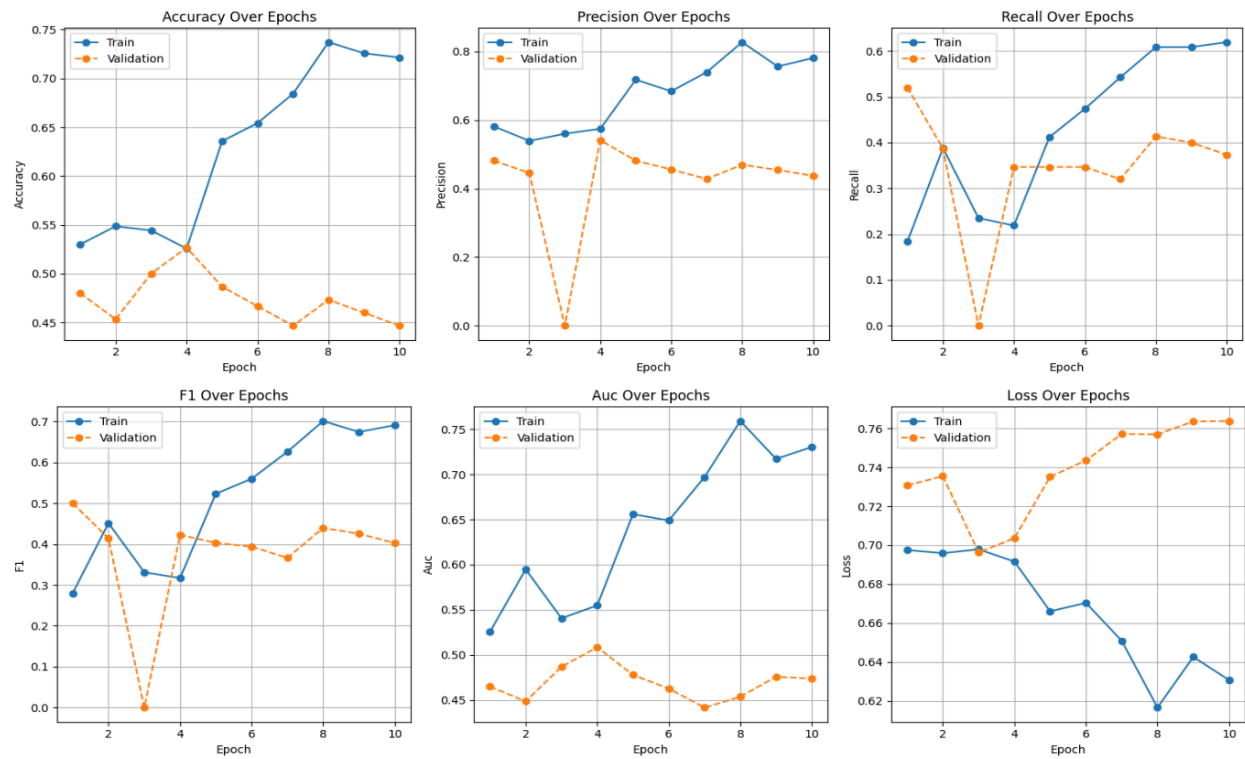 Accuracy Over Epochs
Train
Validation
0.75
0.70
0.65
0.60
0.55
0.50
0.45
Accuracy
2 4 6 8 10
Epoch
Precision Over Epochs
Train
Validation
0.8
0.6
0.4
0.2
0.0
Precision
2 4 6 8 10
Epoch
Recall Over Epochs
Train
Validation
0.6
0.5
0.4
0.3
0.2
0.1
0.0
Recall
2 4 6 8 10
Epoch
F1 Over Epochs
Train
Validation
0.7
0.6
0.5
0.4
0.3
0.2
0.1
0.0
F1
2 4 6 8 10
Epoch
Auc Over Epochs
Train
Validation
0.75
0.70
0.65
0.60
0.55
0.50
0.45
Auc
2 4 6 8 10
Epoch
Loss Over Epochs
Train
Validation
0.76
0.74
0.72
0.70
0.68
0.66
0.64
0.62
Loss
2 4 6 8 10
Epoch